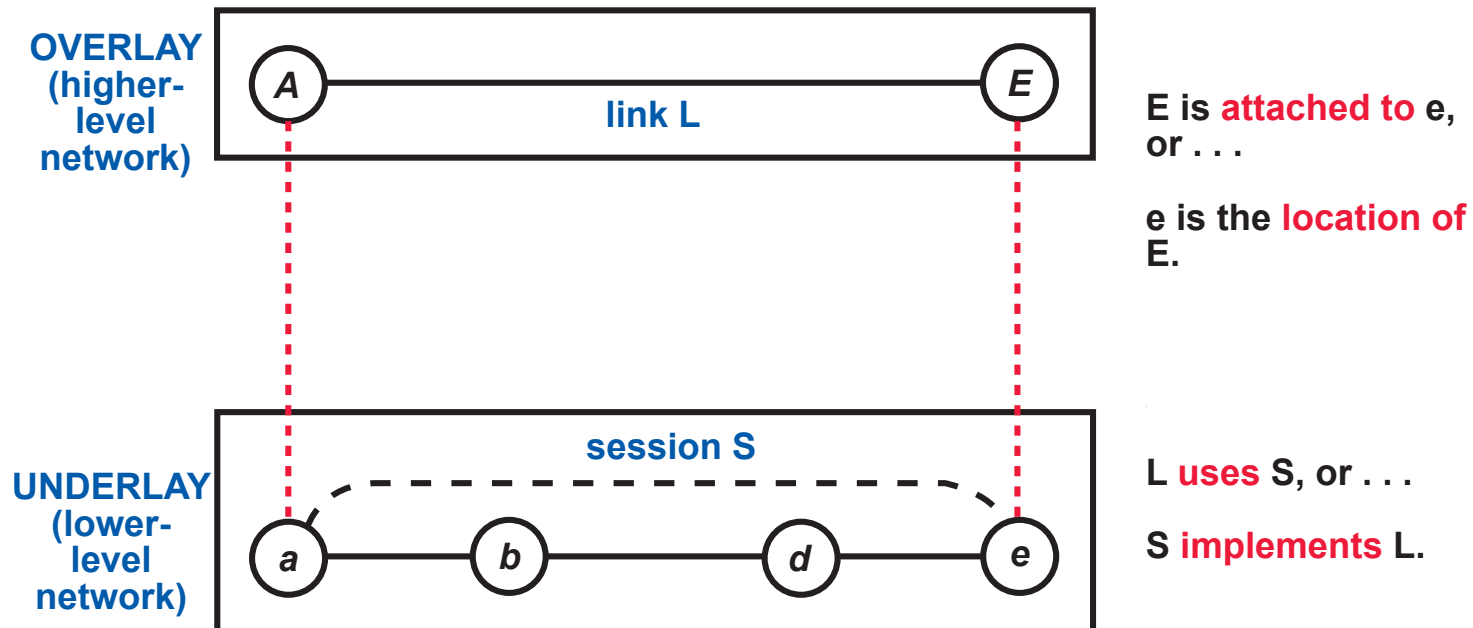 OVERLAY
(higher-
level
network)
A
E
link L
E is attached to e,
or . . .
e is the location of
E.
UNDERLAY
(lower-
level
network)
session S
a
b
d
e
L uses S, or . . .
S implements L.